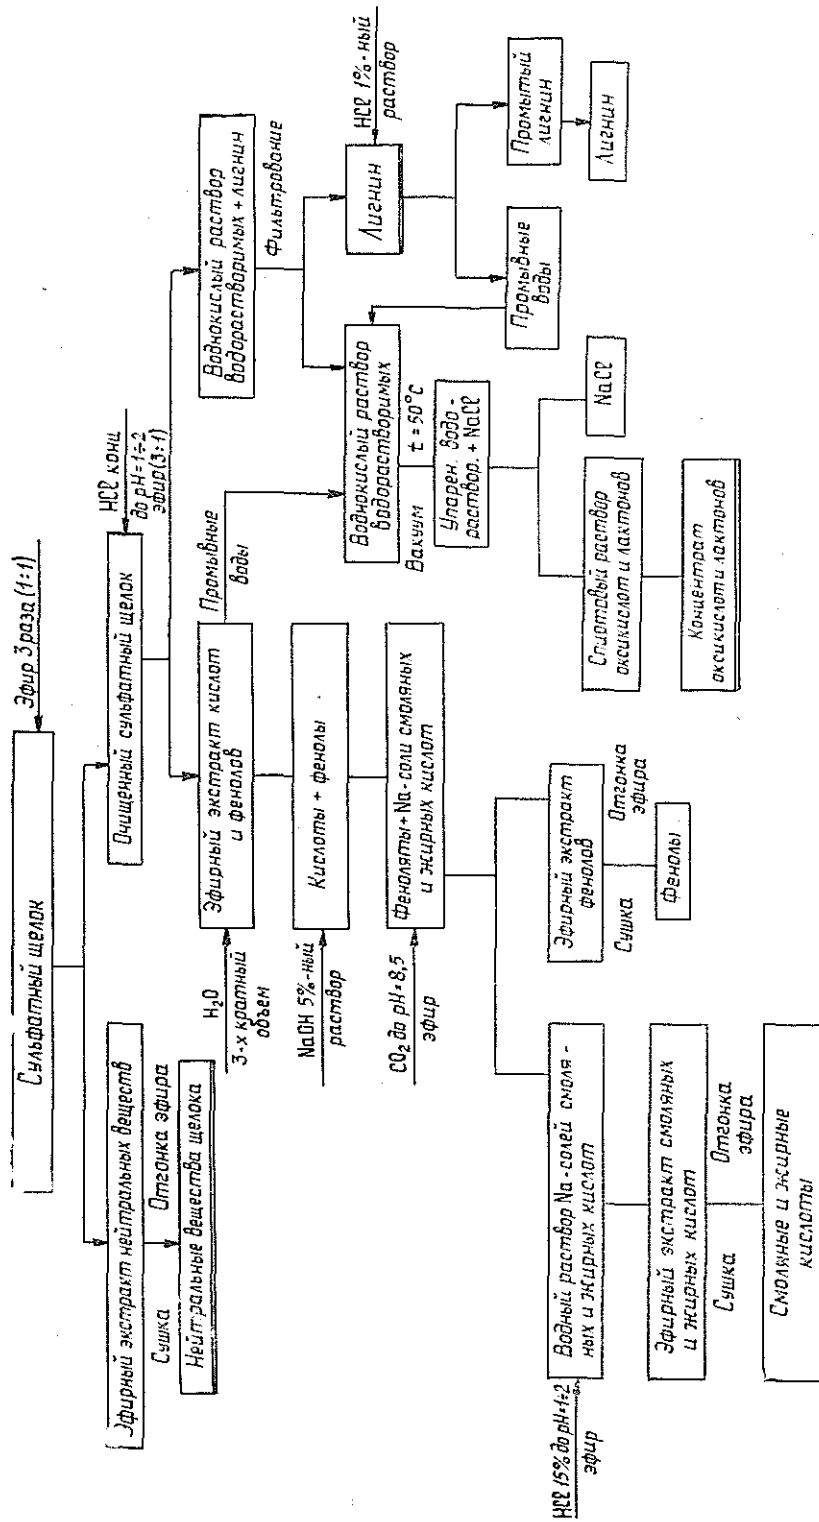 Эфир 3 раза (1:1)
Сульфатный щелок
Эфирный экстракт нейтральных веществ
Сушка
Отгонка эфира
Нейтральные вещества щелока
Очищенный сульфатный щелок
HCl конц
до pH=1÷2
эфир (3:1)
H₂O
3-х кратный
объем
Эфирный экстракт кислот
и фенолов
Промывные
воды
NaOH 5%-ный
раствор
Кислоты + фенолы
CO₂ до pH=8,5
эфир
Феноляты + Na-соли смоляных
и жирных кислот
HCl 15% до pH=1÷2
эфир
Водный раствор Na-солей смоля-
ных и жирных кислот
Эфирный экстракт смоляных
и жирных кислот
Сушка
Отгонка
эфира
Смоляные и жирные
кислоты
Эфирный экстракт
фенолов
Сушка
Отгонка
эфира
Фенолы
Воднокислый раствор
водорастворимых + лигнин
Фильтрование
Воднокислый раствор
водорастворимых
Вакуум
t = 50°C
Упарен. водо-
раствор. + NaCl
Спиртовый раствор
оксикислот и лактонов
Концентрат
оксикислот и лактонов
NaCl
Лигнин
HCl 1%-ный
раствор
Промывные
воды
Промытый
лигнин
Лигнин